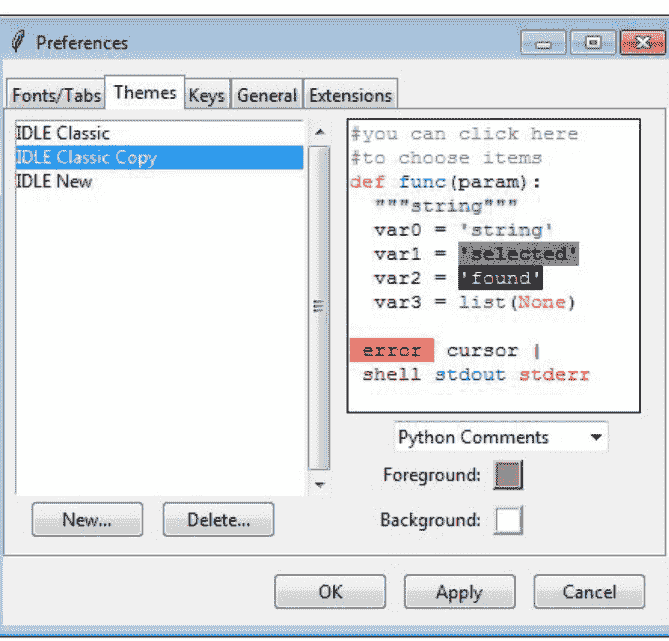 Preferences
Fonts/Tabs Themes Keys General Extensions
IDLE Classic
IDLE Classic Copy
IDLE New
#you can click here
#to choose items
def func(param):
"""string"""
var0 = 'string'
var1 = 'selected'
var2 = 'found'
var3 = list(None)
error cursor |
shell stdout stderr
Python Comments
Foreground:
Background:
New... Delete...
OK Apply Cancel